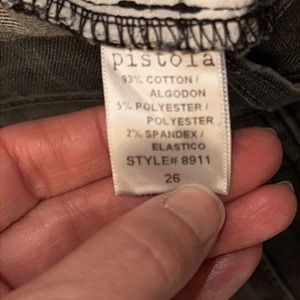 pistola
93% COTTON /
ALGODON
5% POLYESTER /
POLYESTER
2% SPANDEX /
ELASTICO
STYLE# 8911
26